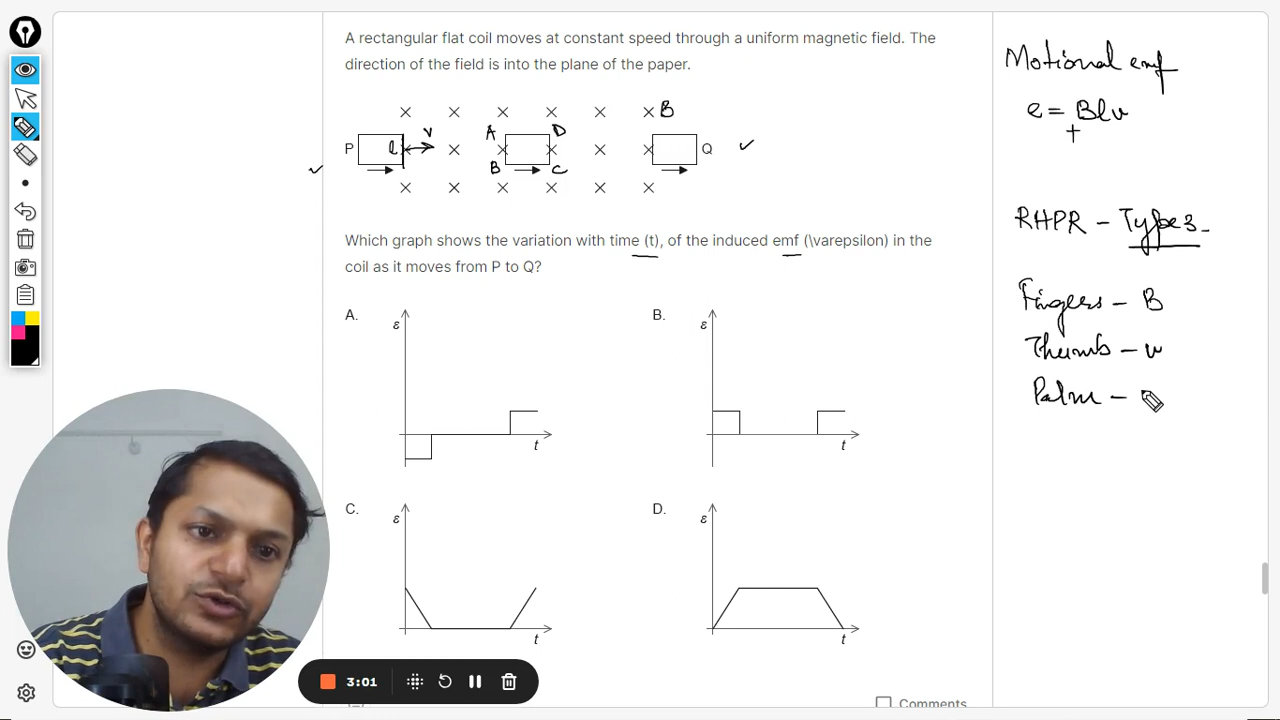 A rectangular flat coil moves at constant speed through a uniform magnetic field. The
direction of the field is into the plane of the paper.
B
P
l
v
A
D
B
C
Q
Which graph shows the variation with time (t), of the induced emf (\varepsilon) in the
coil as it moves from P to Q?
A.
ε
t
B.
ε
t
C.
ε
t
D.
ε
t
Motional emf
e = Blv
RHPR - Type 3
Fingers - B
Thumb - v
Palm -
3:01
Comments